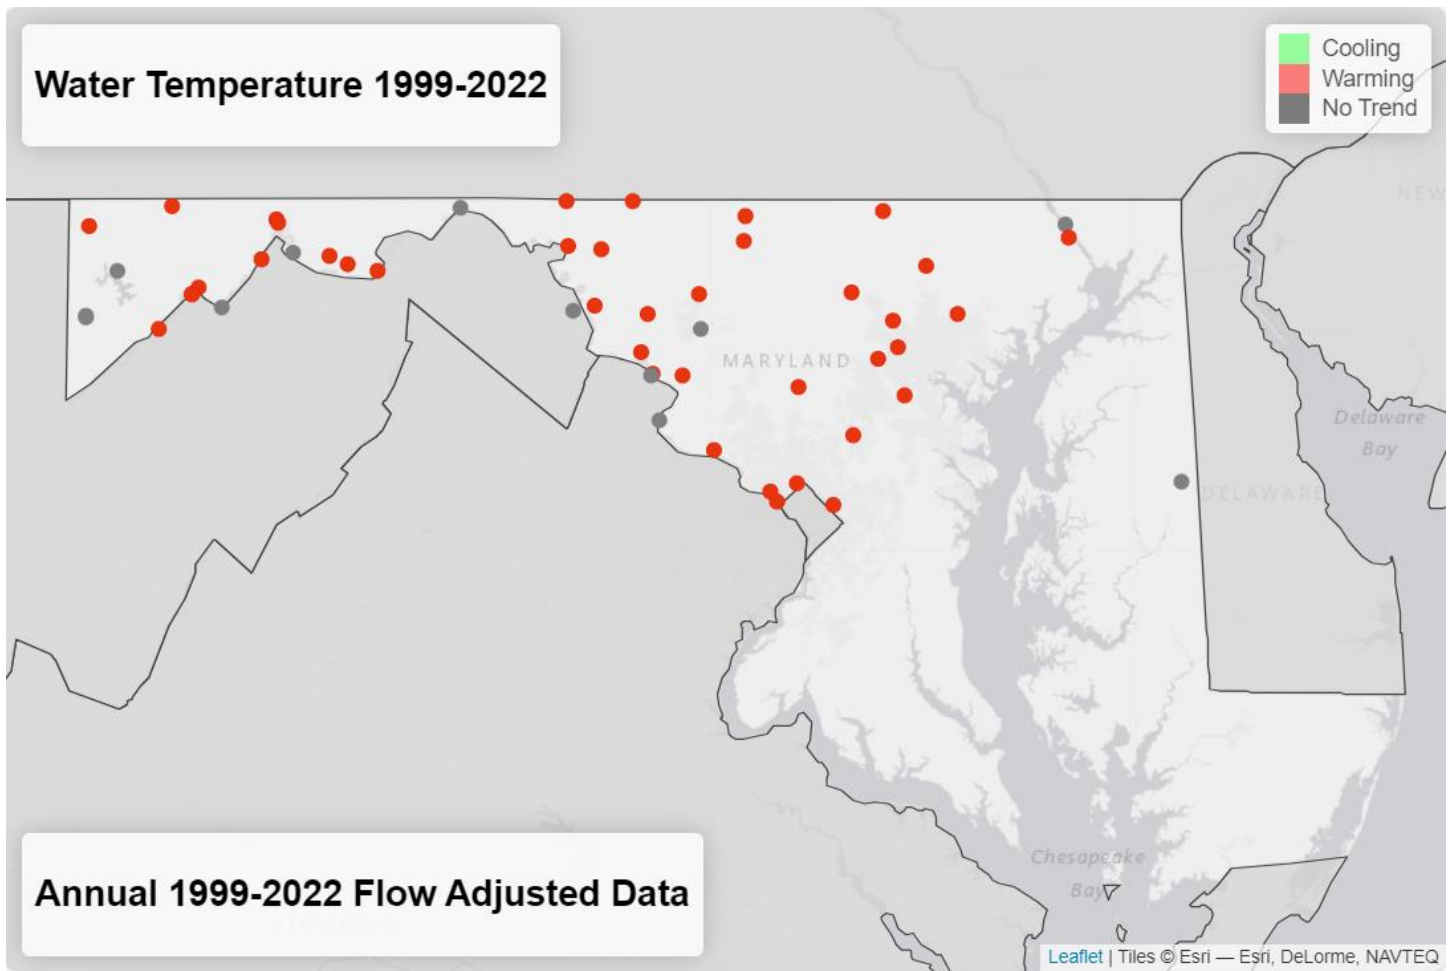 Water Temperature 1999-2022
Cooling
Warming
No Trend
NEW
MARYLAND
Delaware
Bay
DELAWARE
Chesapeake
Bay
Annual 1999-2022 Flow Adjusted Data
Leaflet | Tiles © Esri — Esri, DeLorme, NAVTEQ